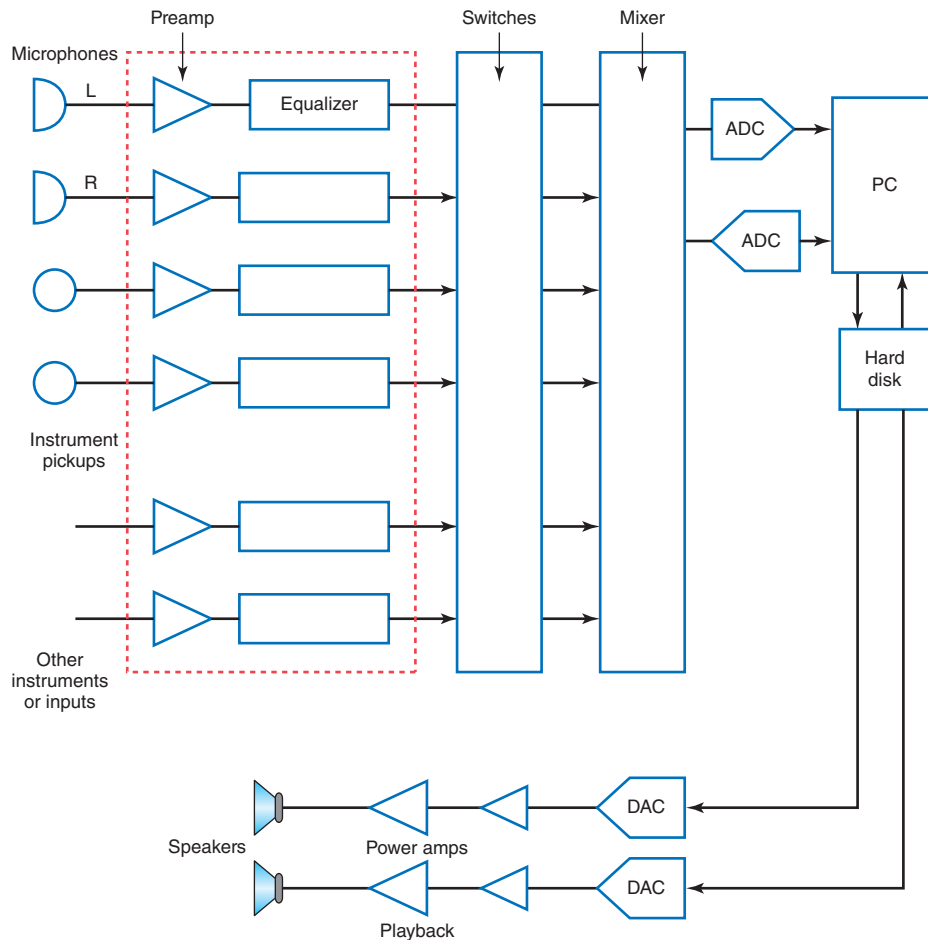 Preamp
Switches
Mixer
Microphones
L
Equalizer
ADC
PC
R
ADC
Hard
disk
Instrument
pickups
Other
instruments
or inputs
DAC
Speakers
Power amps
DAC
Playback